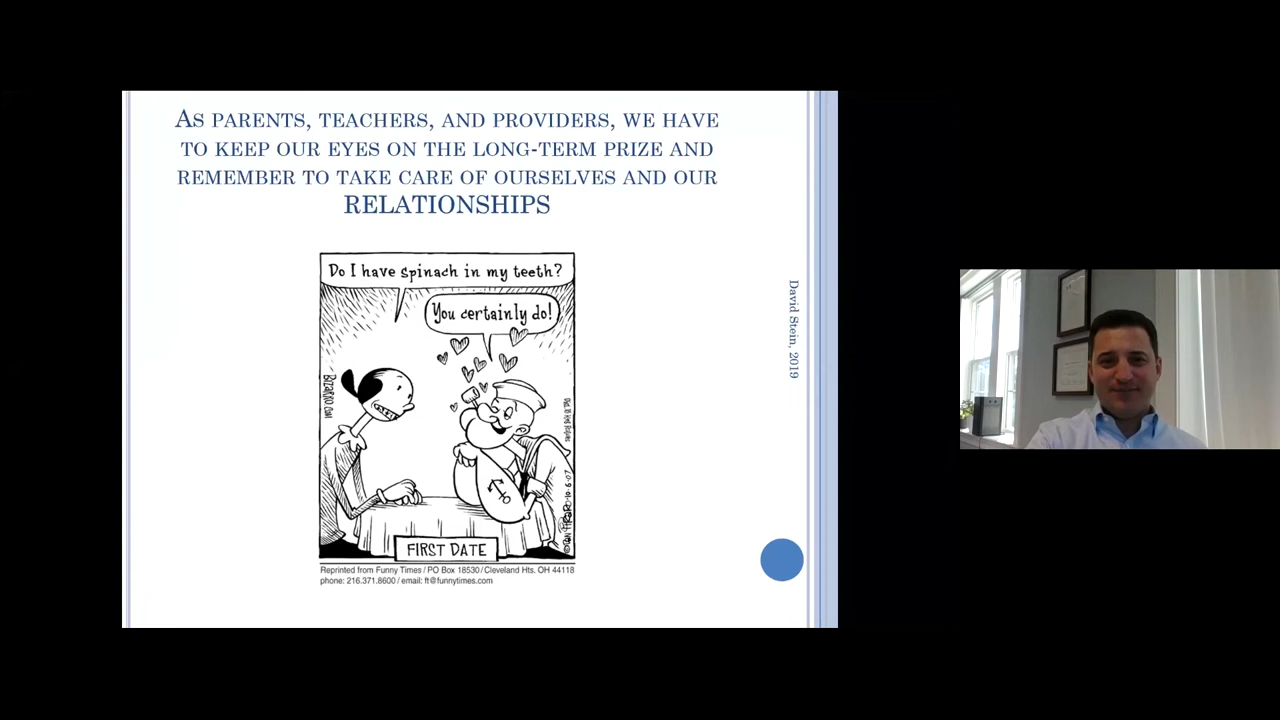 As parents, teachers, and providers, we have
to keep our eyes on the long-term prize and
remember to take care of ourselves and our
RELATIONSHIPS
Do I have spinach in my teeth?
You certainly do!
BIZARRO.COM
FIRST DATE
Reprinted from Funny Times / PO Box 18530 / Cleveland Hts. OH 44118
phone: 216.371.8600 / email: ft@funnytimes.com
David Stein, 2019